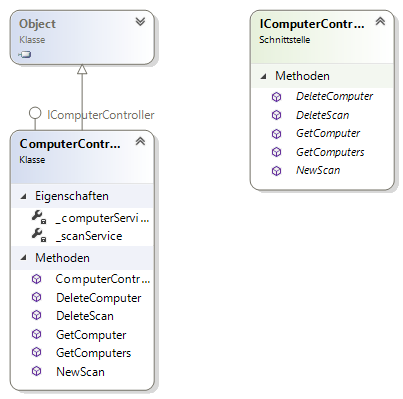 Object
Klasse
IComputerController
ComputerContr...
Klasse
Eigenschaften
_computerServi...
_scanService
Methoden
ComputerContr...
DeleteComputer
DeleteScan
GetComputer
GetComputers
NewScan
IComputerContr...
Schnittstelle
Methoden
DeleteComputer
DeleteScan
GetComputer
GetComputers
NewScan